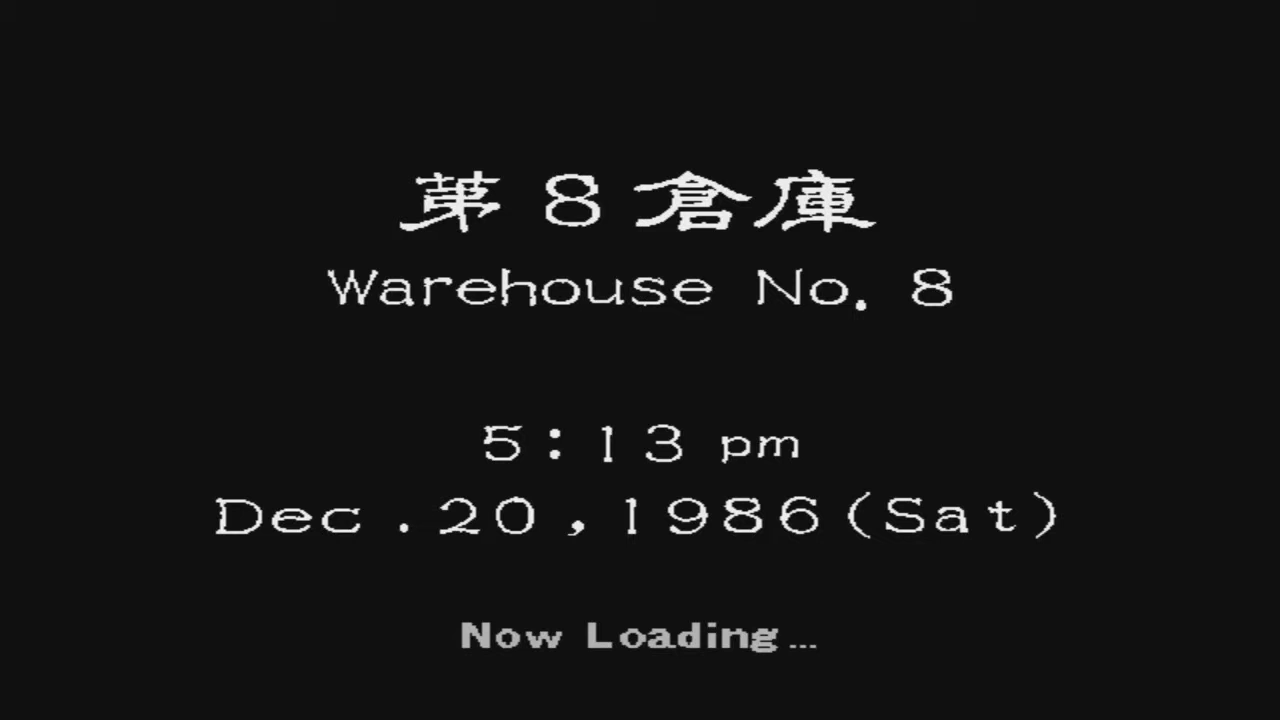 第8倉庫
Warehouse No. 8
5:13 pm
Dec.20,1986(Sat)
Now Loading...